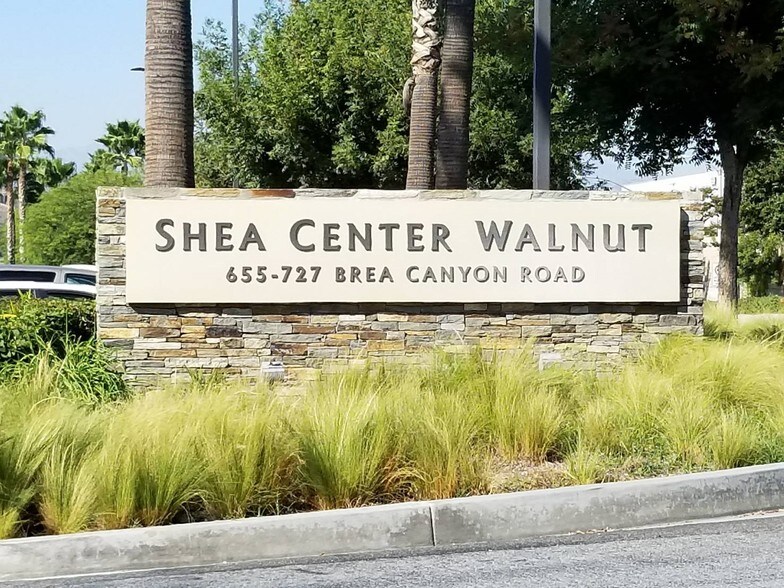 SHEA CENTER WALNUT
655-727 BREA CANYON ROAD